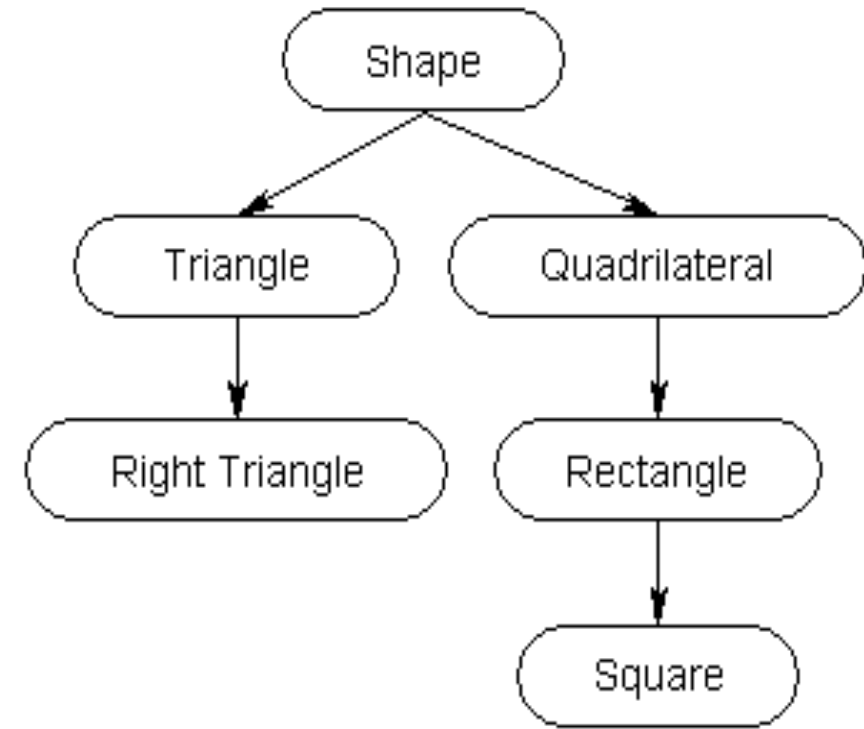 Shape
Triangle
Quadrilateral
Right Triangle
Rectangle
Square